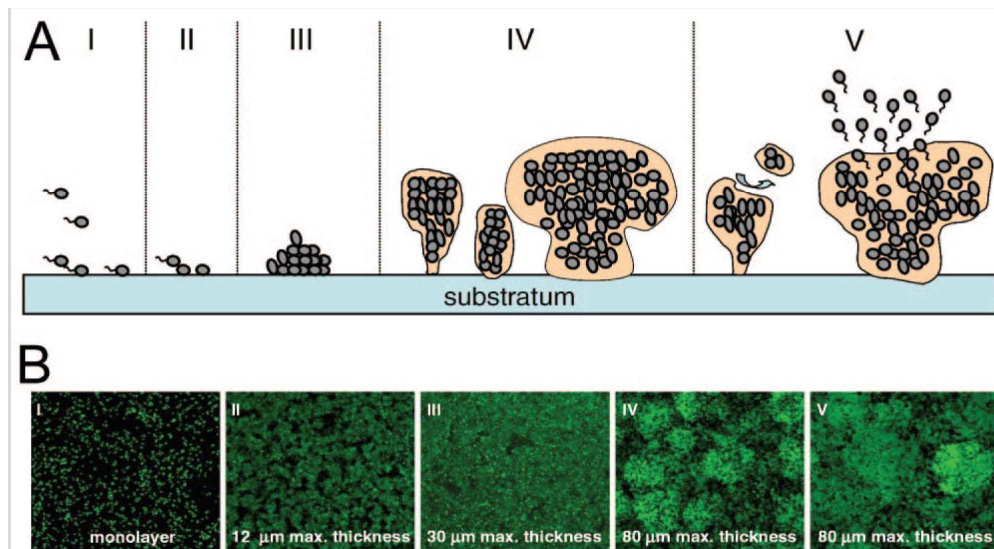 A
I II III IV V
substratum
B
I II III IV V
monolayer 12 μm max. thickness 30 μm max. thickness 80 μm max. thickness 80 μm max. thickness